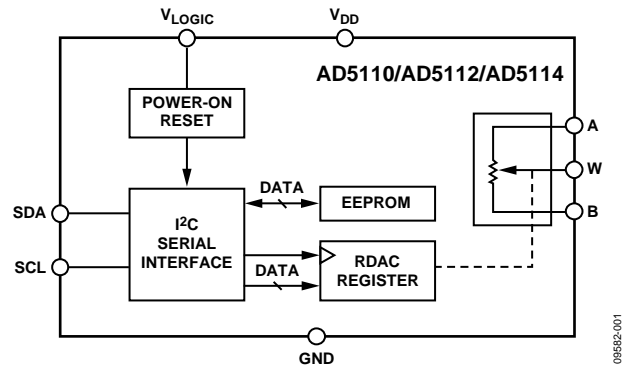 VLOGIC
VDD
AD5110/AD5112/AD5114
POWER-ON
RESET
A
W
B
SDA
SCL
I2C
SERIAL
INTERFACE
DATA
EEPROM
DATA
RDAC
REGISTER
GND
09582-001